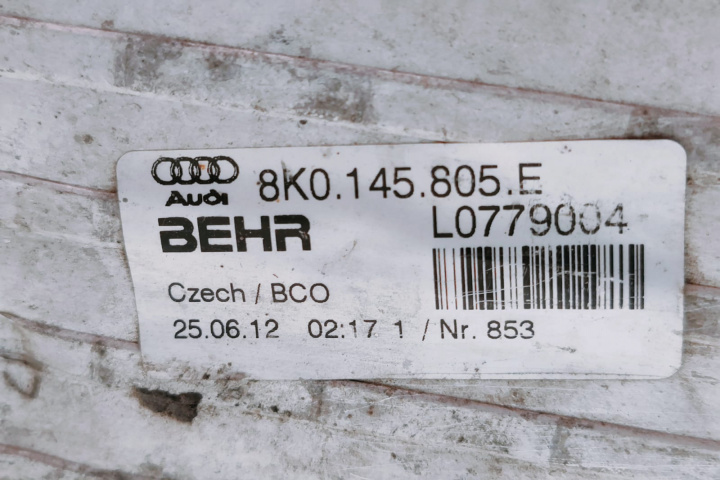 Audi 8K0.145.805.E
BEHR L0779004
Czech / BCO
25.06.12 02:17 1 / Nr. 853